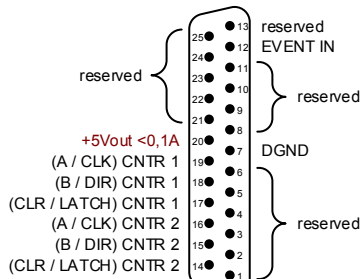 13 reserved
25
12 EVENT IN
24
11
reserved
23
10
reserved
22
9
21
8
+5Vout <0,1A 20
7 DGND
(A / CLK) CNTR 1 19
6
(B / DIR) CNTR 1 18
5
(CLR / LATCH) CNTR 1 17
4
(A / CLK) CNTR 2 16
3
reserved
(B / DIR) CNTR 2 15
2
(CLR / LATCH) CNTR 2 14
1